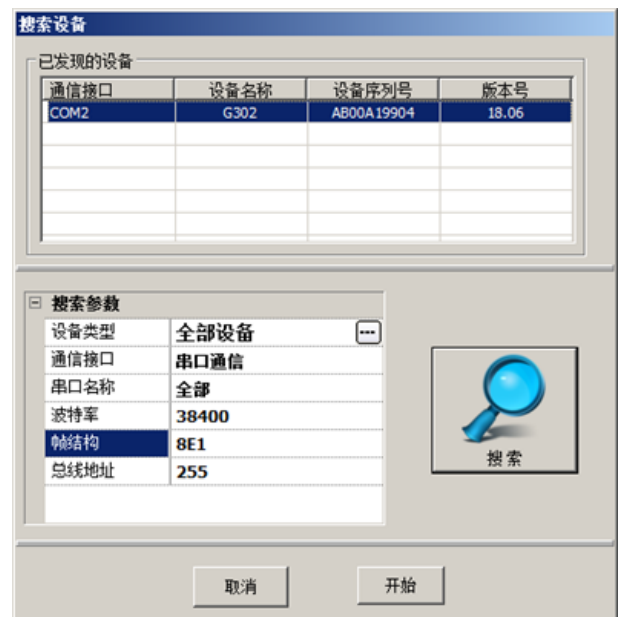 搜索设备
已发现的设备
通信接口 设备名称 设备序列号 版本号
COM2 G302 AB00A19904 18.06
搜索参数
设备类型 全部设备
通信接口 串口通信
串口名称 全部
波特率 38400
帧结构 8E1
总线地址 255
搜索
取消 开始